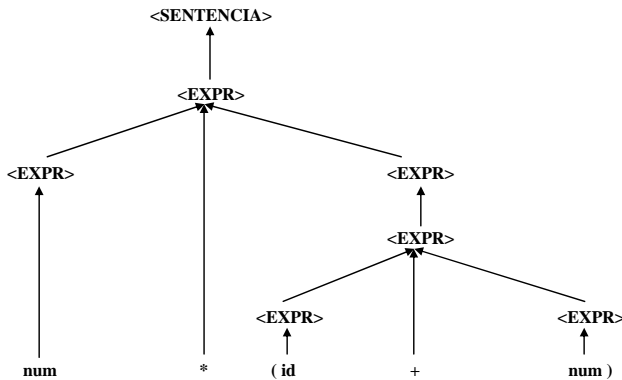 <SENTENCIA>
<EXPR>
<EXPR> <EXPR>
<EXPR>
<EXPR> <EXPR>
num * ( id + num )